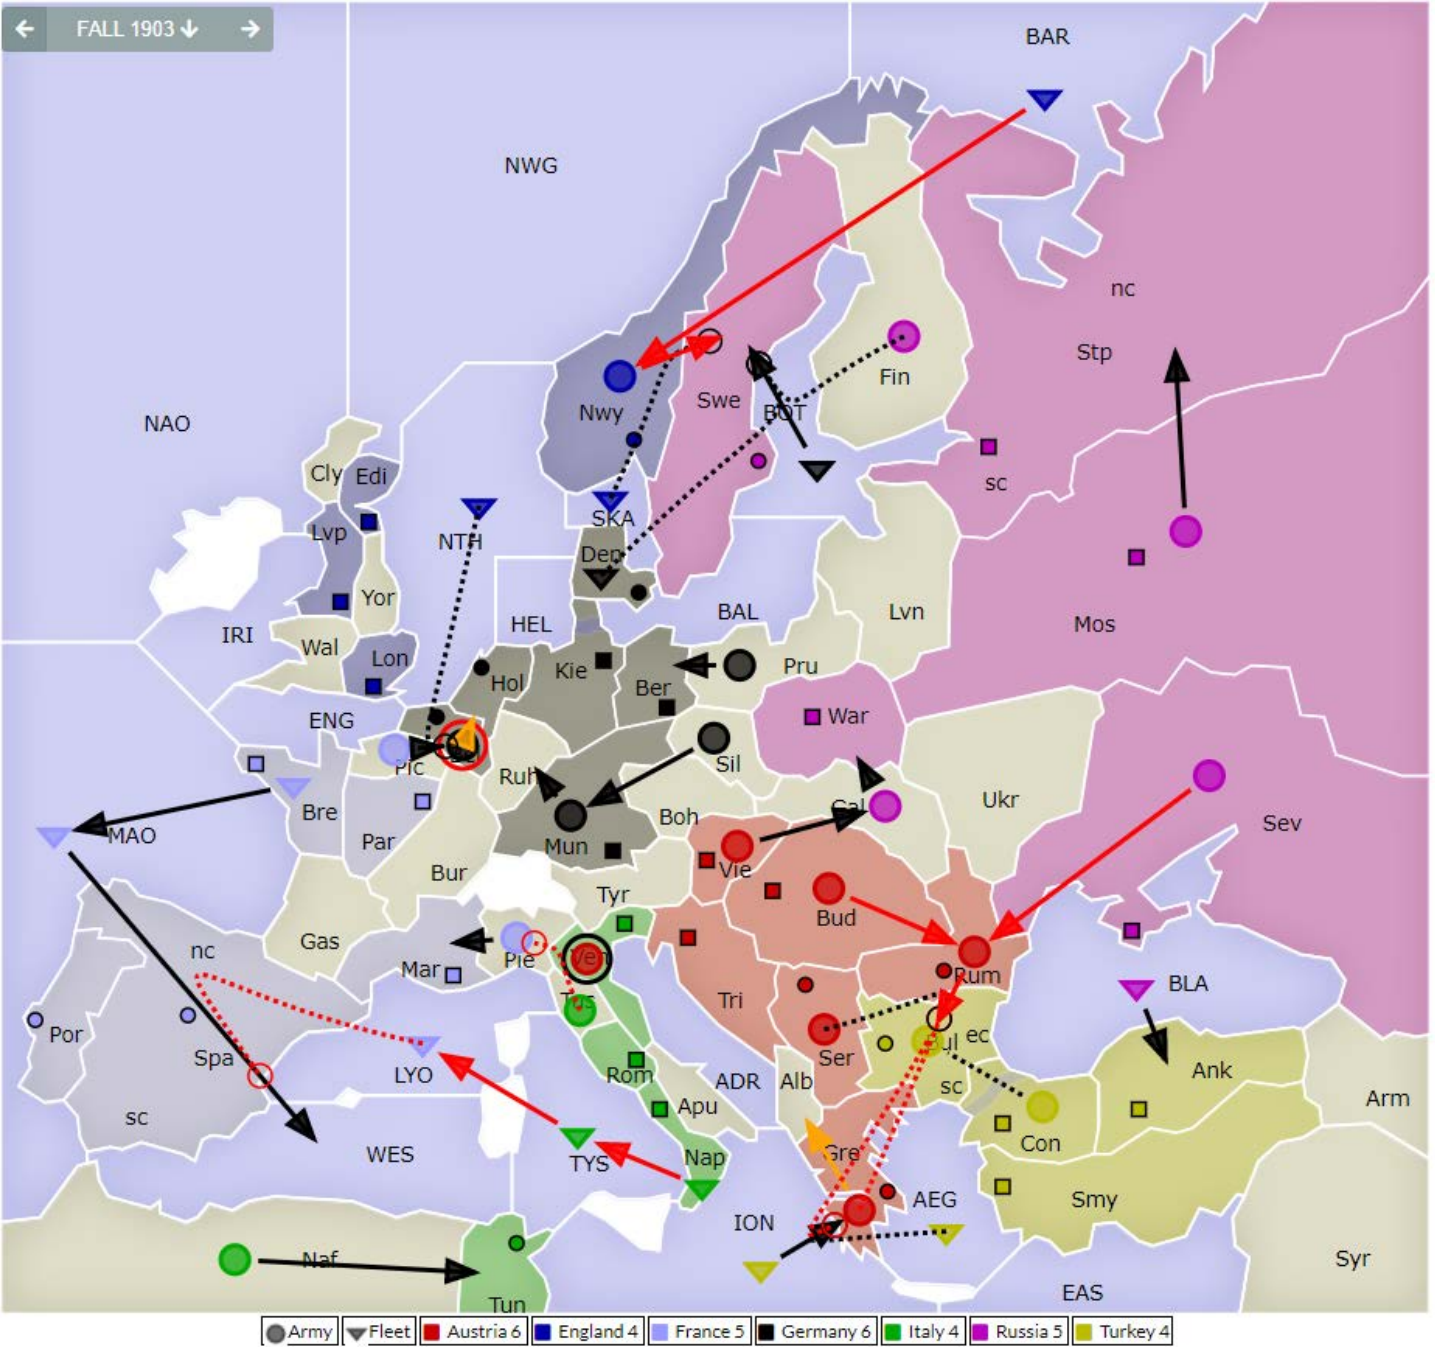 ← FALL 1903 ↓ →
BAR
NWG
nc
Stp
Fin
Swe
BOT
Nwy
NAO
Cly
Edi
sc
SKA
Lvp
NTH
Den
Yor
BAL
Lvn
HEL
Mos
IRI
Wal
Lon
Kie
Pru
Hol
Ber
War
ENG
Pic
Ruh
Sil
Ukr
Bre
Boh
Gal
Sev
MAO
Par
Mun
Vie
Bur
Tyr
Bud
Gas
nc
Mar
Pie
Ven
Rum
BLA
Tri
Tus
Por
ec
Spa
Ser
LYO
Rom
ADR
Alb
sc
Ank
Apu
Arm
sc
Con
WES
TYS
Nap
Gre
AEG
Smy
ION
Naf
Syr
EAS
Tun
Army Fleet Austria 6 England 4 France 5 Germany 6 Italy 4 Russia 5 Turkey 4